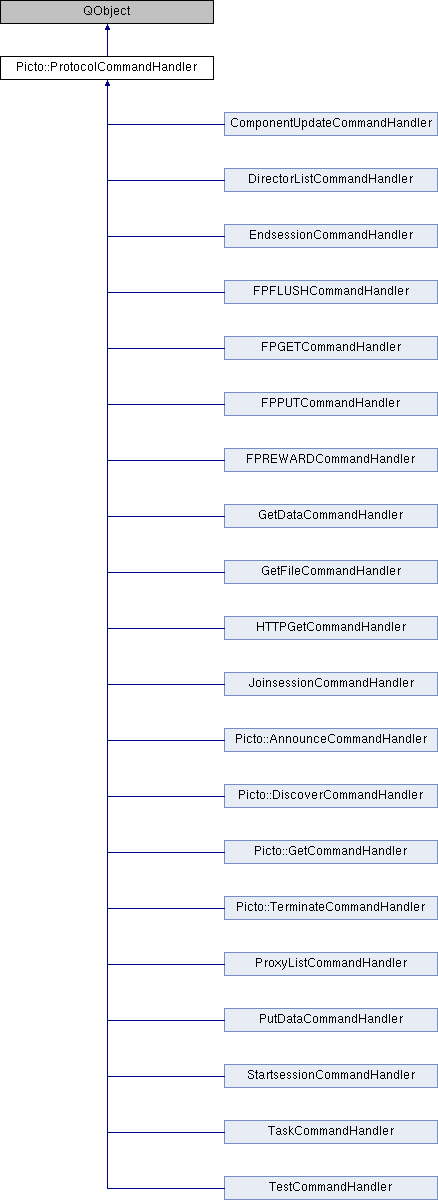 QObject
Picto::ProtocolCommandHandler
ComponentUpdateCommandHandler
DirectorListCommandHandler
EndsessionCommandHandler
FPFLUSHCommandHandler
FPGETCommandHandler
FPPUTCommandHandler
FPREWARDCommandHandler
GetDataCommandHandler
GetFileCommandHandler
HTTPGetCommandHandler
JoinsessionCommandHandler
Picto::AnnounceCommandHandler
Picto::DiscoverCommandHandler
Picto::GetCommandHandler
Picto::TerminateCommandHandler
ProxyListCommandHandler
PutDataCommandHandler
StartsessionCommandHandler
TaskCommandHandler
TestCommandHandler